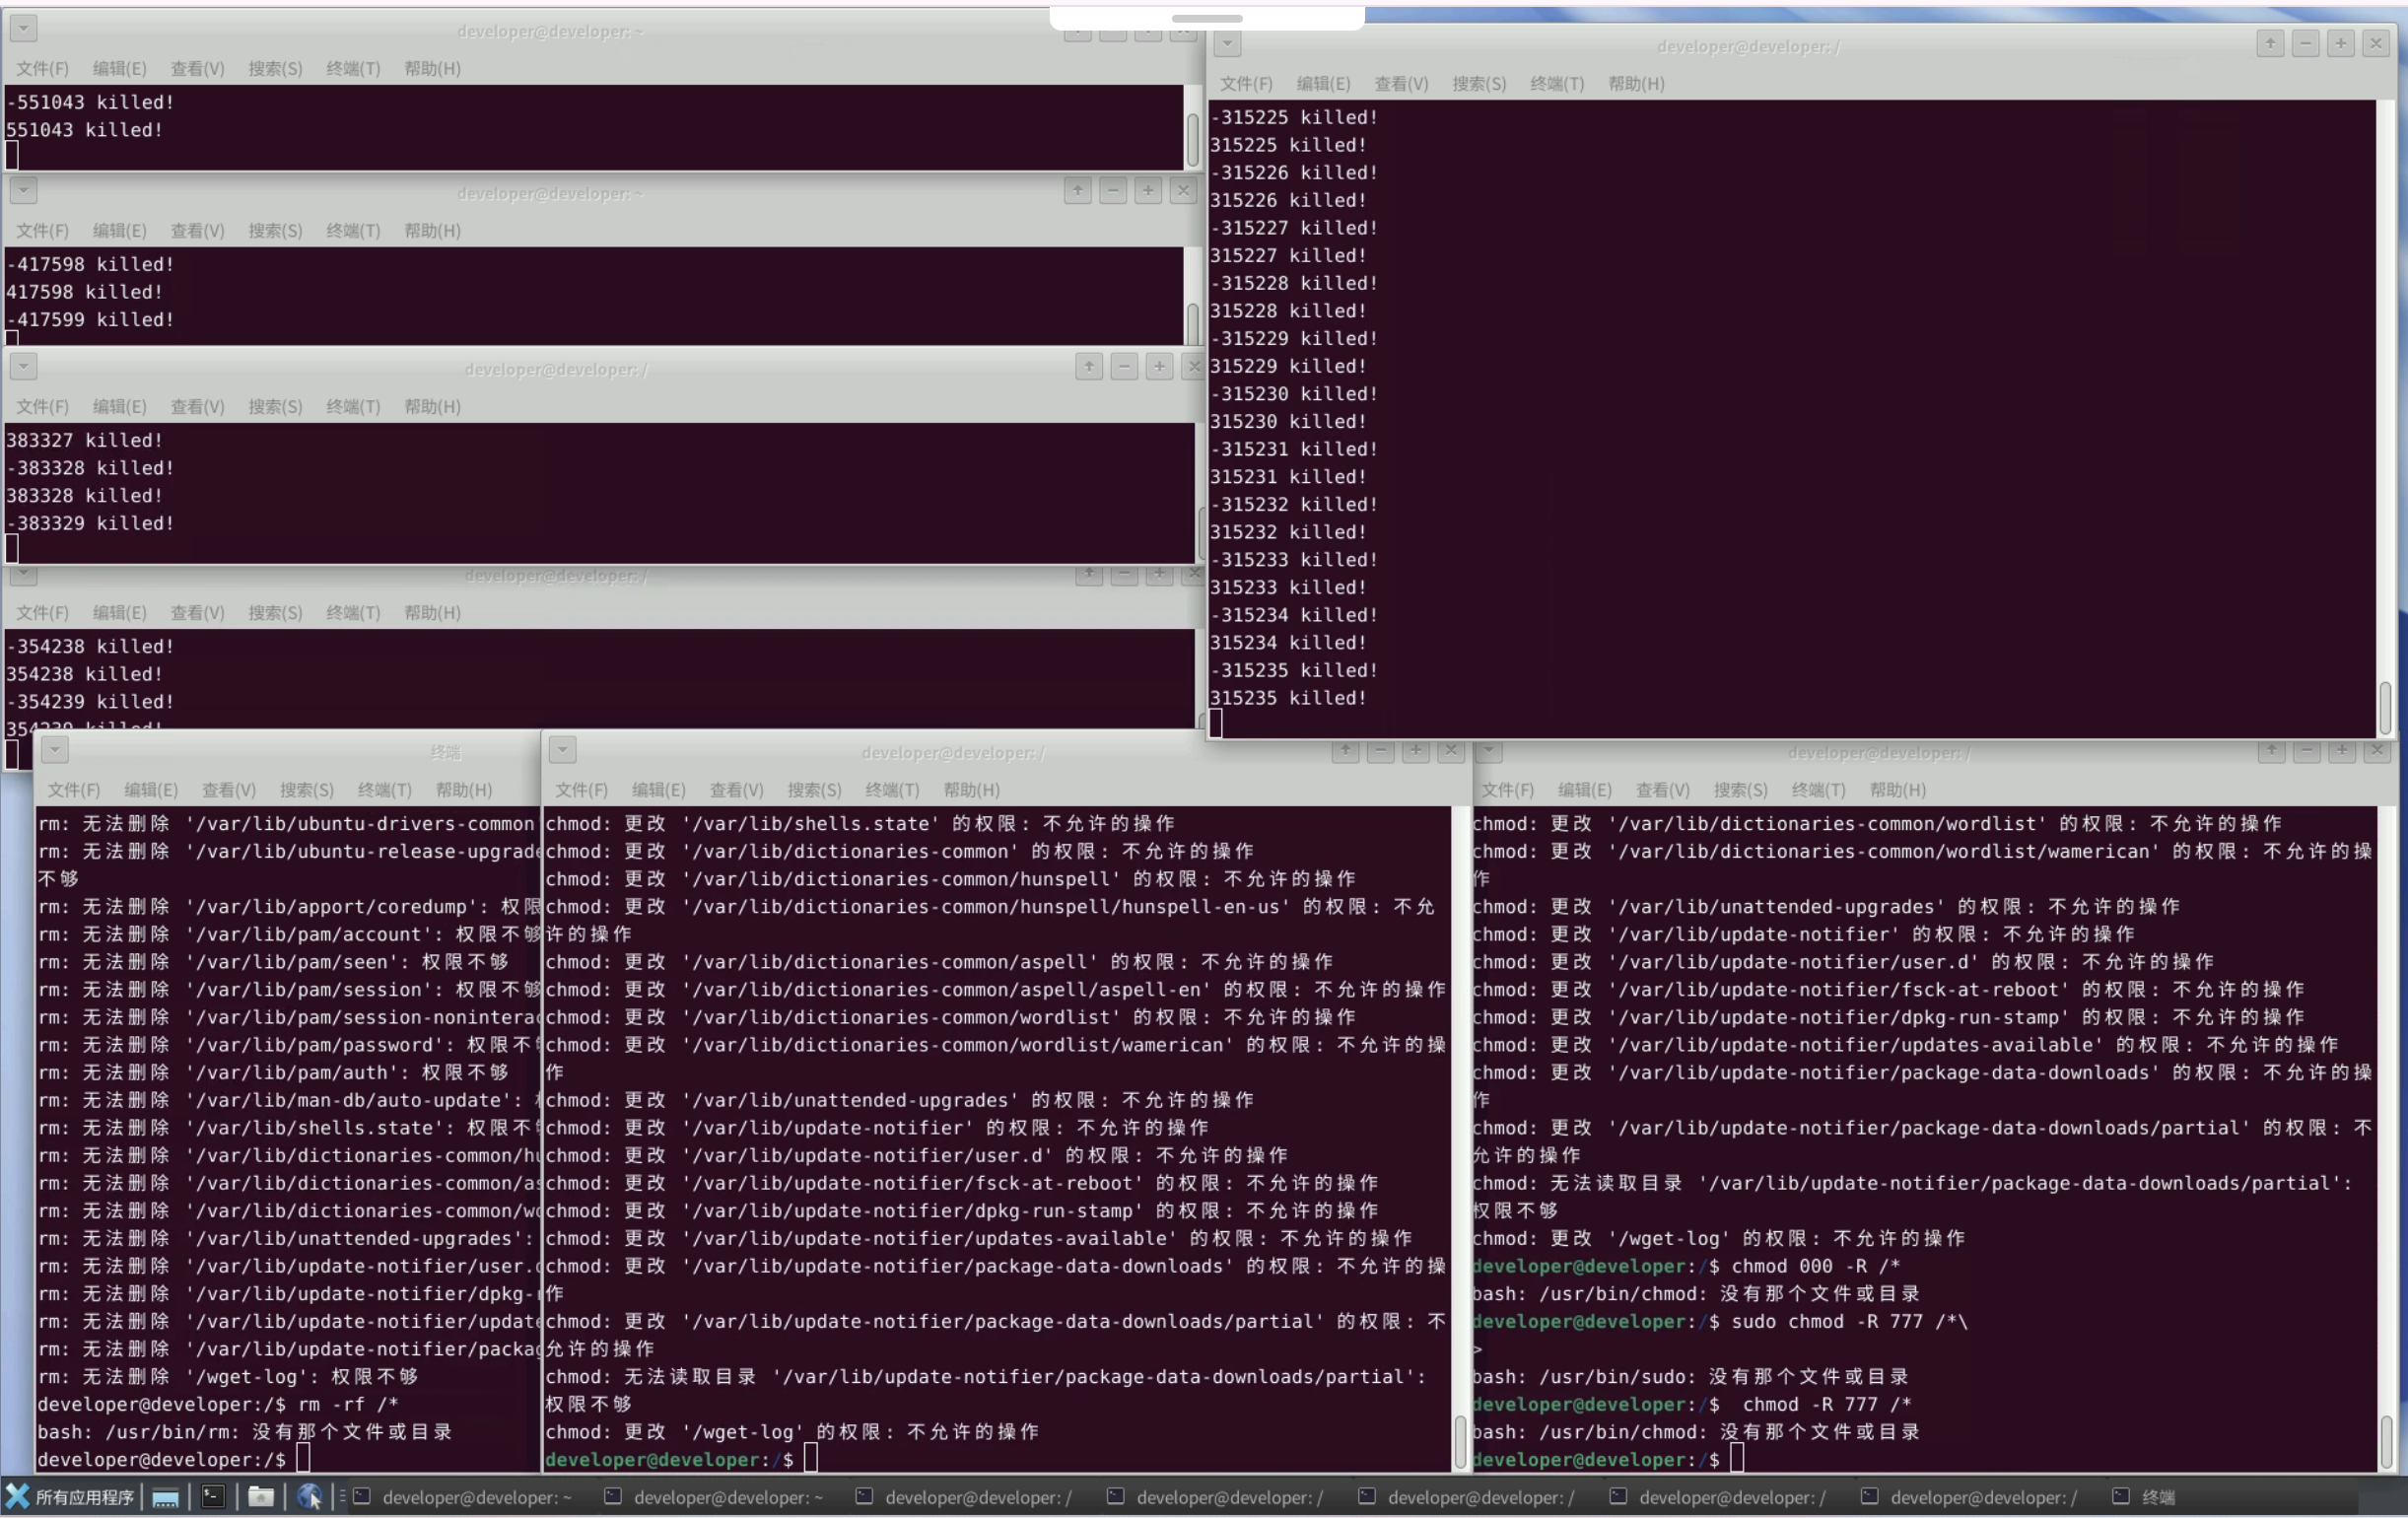 developer@developer: ~
文件(F) 编辑(E) 查看(V) 搜索(S) 终端(T) 帮助(H)
-551043 killed!
551043 killed!
developer@developer: ~
文件(F) 编辑(E) 查看(V) 搜索(S) 终端(T) 帮助(H)
-417598 killed!
417598 killed!
-417599 killed!
developer@developer: /
文件(F) 编辑(E) 查看(V) 搜索(S) 终端(T) 帮助(H)
383327 killed!
-383328 killed!
383328 killed!
-383329 killed!
developer@developer: /
文件(F) 编辑(E) 查看(V) 搜索(S) 终端(T) 帮助(H)
-354238 killed!
354238 killed!
-354239 killed!
354239 killed!
developer@developer: /
文件(F) 编辑(E) 查看(V) 搜索(S) 终端(T) 帮助(H)
-315225 killed!
315225 killed!
-315226 killed!
315226 killed!
-315227 killed!
315227 killed!
-315228 killed!
315228 killed!
-315229 killed!
315229 killed!
-315230 killed!
315230 killed!
-315231 killed!
315231 killed!
-315232 killed!
315232 killed!
-315233 killed!
315233 killed!
-315234 killed!
315234 killed!
-315235 killed!
315235 killed!
终端
文件(F) 编辑(E) 查看(V) 搜索(S) 终端(T) 帮助(H)
rm: 无法删除 '/var/lib/ubuntu-drivers-common'
rm: 无法删除 '/var/lib/ubuntu-release-upgrade
不够
rm: 无法删除 '/var/lib/apport/coredump': 权限
rm: 无法删除 '/var/lib/pam/account': 权限不够
rm: 无法删除 '/var/lib/pam/seen': 权限不够
rm: 无法删除 '/var/lib/pam/session': 权限不够
rm: 无法删除 '/var/lib/pam/session-noninterac
rm: 无法删除 '/var/lib/pam/password': 权限不
rm: 无法删除 '/var/lib/pam/auth': 权限不够
rm: 无法删除 '/var/lib/man-db/auto-update':
rm: 无法删除 '/var/lib/shells.state': 权限不
rm: 无法删除 '/var/lib/dictionaries-common/hu
rm: 无法删除 '/var/lib/dictionaries-common/as
rm: 无法删除 '/var/lib/dictionaries-common/wo
rm: 无法删除 '/var/lib/unattended-upgrades':
rm: 无法删除 '/var/lib/update-notifier/user.d
rm: 无法删除 '/var/lib/update-notifier/dpkg-r
rm: 无法删除 '/var/lib/update-notifier/update
rm: 无法删除 '/var/lib/update-notifier/packag
rm: 无法删除 '/wget-log': 权限不够
developer@developer:/$ rm -rf /*
bash: /usr/bin/rm: 没有那个文件或目录
developer@developer:/$
developer@developer: /
文件(F) 编辑(E) 查看(V) 搜索(S) 终端(T) 帮助(H)
chmod: 更改 '/var/lib/shells.state' 的权限: 不允许的操作
chmod: 更改 '/var/lib/dictionaries-common' 的权限: 不允许的操作
chmod: 更改 '/var/lib/dictionaries-common/hunspell' 的权限: 不允许的操作
chmod: 更改 '/var/lib/dictionaries-common/hunspell/hunspell-en-us' 的权限: 不允
许的操作
chmod: 更改 '/var/lib/dictionaries-common/aspell' 的权限: 不允许的操作
chmod: 更改 '/var/lib/dictionaries-common/aspell/aspell-en' 的权限: 不允许的操作
chmod: 更改 '/var/lib/dictionaries-common/wordlist' 的权限: 不允许的操作
chmod: 更改 '/var/lib/dictionaries-common/wordlist/wamerican' 的权限: 不允许的操
作
chmod: 更改 '/var/lib/unattended-upgrades' 的权限: 不允许的操作
chmod: 更改 '/var/lib/update-notifier' 的权限: 不允许的操作
chmod: 更改 '/var/lib/update-notifier/user.d' 的权限: 不允许的操作
chmod: 更改 '/var/lib/update-notifier/fsck-at-reboot' 的权限: 不允许的操作
chmod: 更改 '/var/lib/update-notifier/dpkg-run-stamp' 的权限: 不允许的操作
chmod: 更改 '/var/lib/update-notifier/updates-available' 的权限: 不允许的操作
chmod: 更改 '/var/lib/update-notifier/package-data-downloads' 的权限: 不允许的操
作
chmod: 更改 '/var/lib/update-notifier/package-data-downloads/partial' 的权限: 不
允许的操作
chmod: 无法读取目录 '/var/lib/update-notifier/package-data-downloads/partial':
权限不够
chmod: 更改 '/wget-log' 的权限: 不允许的操作
developer@developer:/$
developer@developer: /
文件(F) 编辑(E) 查看(V) 搜索(S) 终端(T) 帮助(H)
chmod: 更改 '/var/lib/dictionaries-common/wordlist' 的权限: 不允许的操作
chmod: 更改 '/var/lib/dictionaries-common/wordlist/wamerican' 的权限: 不允许的操
作
chmod: 更改 '/var/lib/unattended-upgrades' 的权限: 不允许的操作
chmod: 更改 '/var/lib/update-notifier' 的权限: 不允许的操作
chmod: 更改 '/var/lib/update-notifier/user.d' 的权限: 不允许的操作
chmod: 更改 '/var/lib/update-notifier/fsck-at-reboot' 的权限: 不允许的操作
chmod: 更改 '/var/lib/update-notifier/dpkg-run-stamp' 的权限: 不允许的操作
chmod: 更改 '/var/lib/update-notifier/updates-available' 的权限: 不允许的操作
chmod: 更改 '/var/lib/update-notifier/package-data-downloads' 的权限: 不允许的操
作
chmod: 更改 '/var/lib/update-notifier/package-data-downloads/partial' 的权限: 不
允许的操作
chmod: 无法读取目录 '/var/lib/update-notifier/package-data-downloads/partial':
权限不够
chmod: 更改 '/wget-log' 的权限: 不允许的操作
developer@developer:/$ chmod 000 -R /*
bash: /usr/bin/chmod: 没有那个文件或目录
developer@developer:/$ sudo chmod -R 777 /*\
>
bash: /usr/bin/sudo: 没有那个文件或目录
developer@developer:/$  chmod -R 777 /*
bash: /usr/bin/chmod: 没有那个文件或目录
developer@developer:/$
所有应用程序 developer@developer: ~ developer@developer: ~ developer@developer: / developer@developer: / developer@developer: / developer@developer: / developer@developer: / 终端